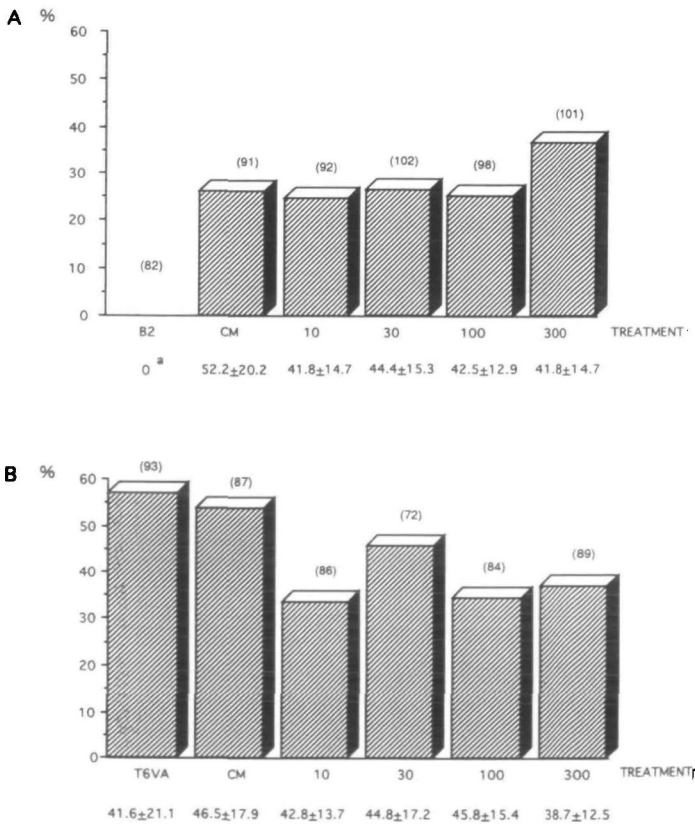 A %
60
50
40
30
20
10
0
(82) (91) (92) (102) (98) (101)
B2 CM 10 30 100 300 TREATMENT
0 a 52.2±20.2 41.8±14.7 44.4±15.3 42.5±12.9 41.8±14.7
B %
60
50
40
30
20
10
0
(93) (87) (86) (72) (84) (89)
T6VA CM 10 30 100 300 TREATMENT
41.6±21.1 46.5±17.9 42.8±13.7 44.8±17.2 45.8±15.4 38.7±12.5